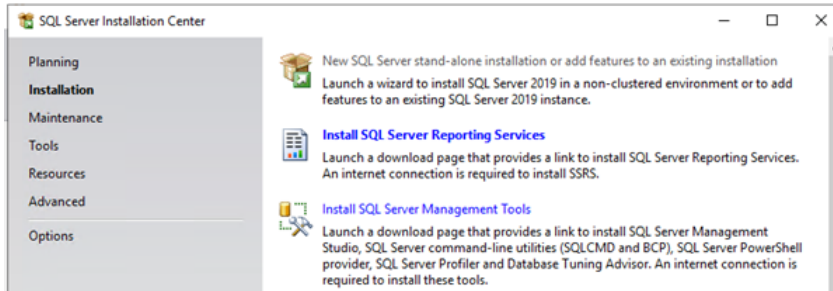 SQL Server Installation Center
Planning
Installation
Maintenance
Tools
Resources
Advanced
Options
New SQL Server stand-alone installation or add features to an existing installation
Launch a wizard to install SQL Server 2019 in a non-clustered environment or to add
features to an existing SQL Server 2019 instance.
Install SQL Server Reporting Services
Launch a download page that provides a link to install SQL Server Reporting Services.
An internet connection is required to install SSRS.
Install SQL Server Management Tools
Launch a download page that provides a link to install SQL Server Management
Studio, SQL Server command-line utilities (SQLCMD and BCP), SQL Server PowerShell
provider, SQL Server Profiler and Database Tuning Advisor. An internet connection is
required to install these tools.